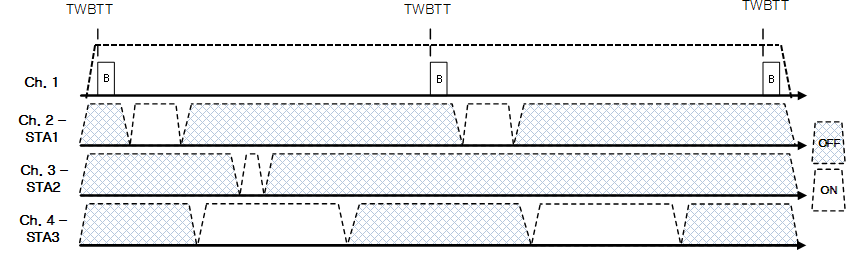 TWBTT
TWBTT
TWBTT
Ch. 1
B
B
B
Ch. 2 –
STA1
OFF
Ch. 3 –
STA2
ON
Ch. 4 –
STA3